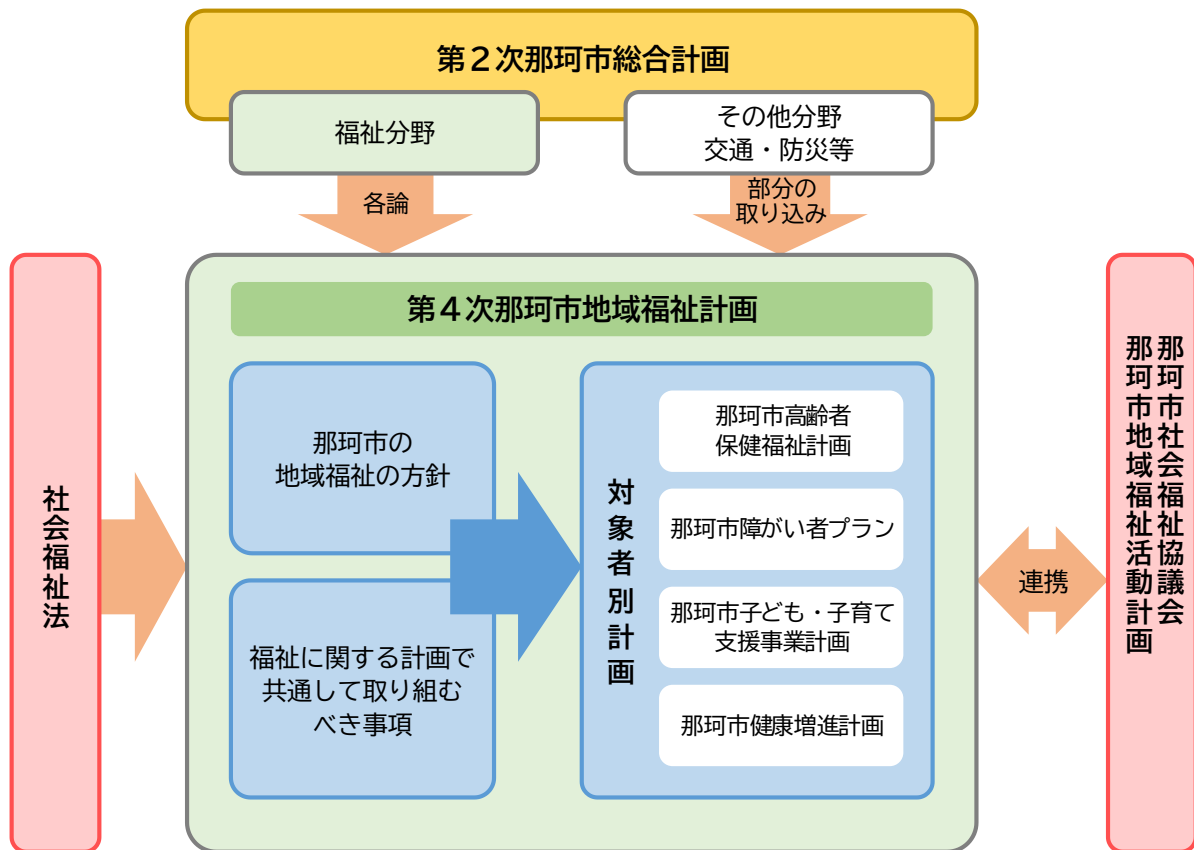 第２次那珂市総合計画
福祉分野
その他分野
交通・防災等
各論
部分の
取り込み
社会福祉法
第４次那珂市地域福祉計画
那珂市の
地域福祉の方針
福祉に関する計画で
共通して取り組む
べき事項
対象者別計画
那珂市高齢者
保健福祉計画
那珂市障がい者プラン
那珂市子ども・子育て
支援事業計画
那珂市健康増進計画
連携
那珂市社会福祉協議会
那珂市地域福祉活動計画